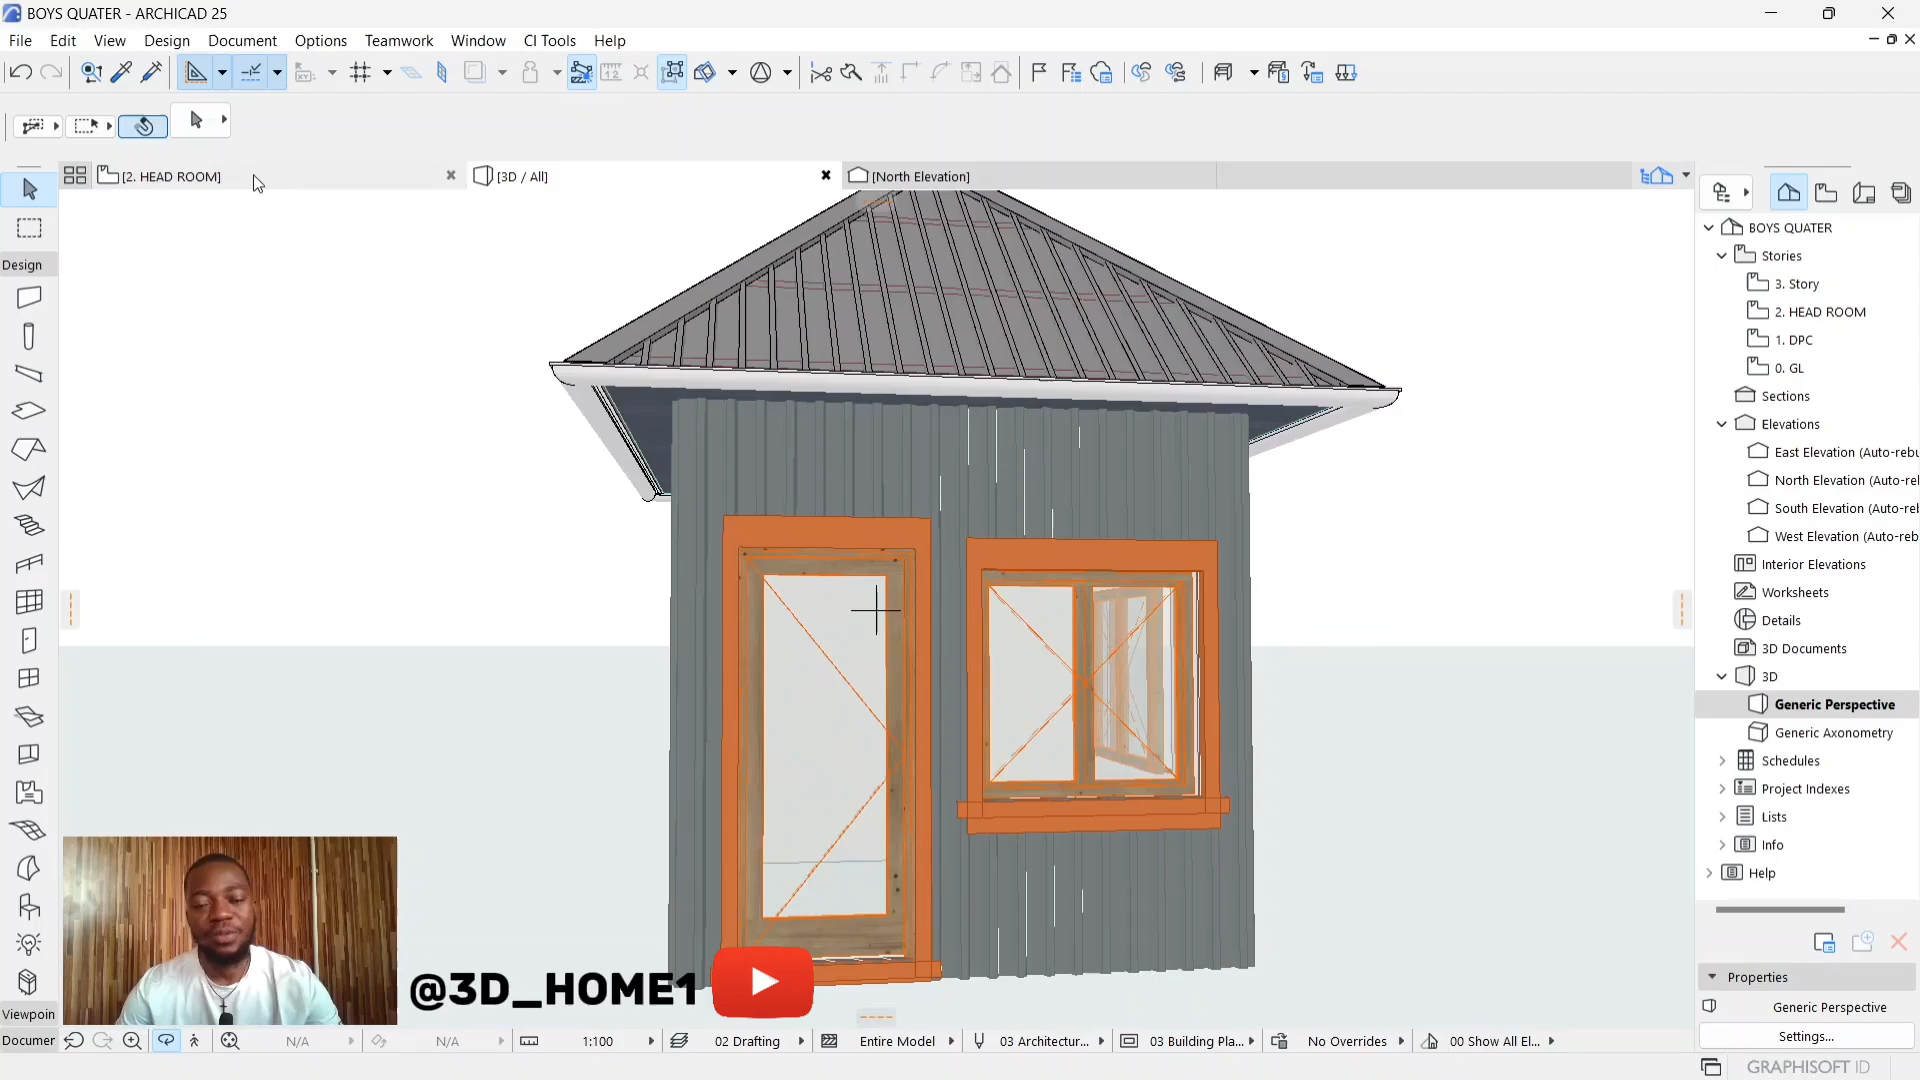 BOYS QUATER - ARCHICAD 25
File Edit View Design Document Options Teamwork Window CI Tools Help
[2. HEAD ROOM]
[3D / All]
[North Elevation]
Design
Viewpoin
Documer
BOYS QUATER
Stories
3. Story
2. HEAD ROOM
1. DPC
0. GL
Sections
Elevations
East Elevation (Auto-rebu
North Elevation (Auto-rel
South Elevation (Auto-reb
West Elevation (Auto-reb
Interior Elevations
Worksheets
Details
3D Documents
3D
Generic Perspective
Generic Axonometry
Schedules
Project Indexes
Lists
Info
Help
Properties
Generic Perspective
Settings...
@3D_HOME1
N/A
N/A
1:100
02 Drafting
Entire Model
03 Architectur...
03 Building Pla...
No Overrides
00 Show All El...
GRAPHISOFT ID